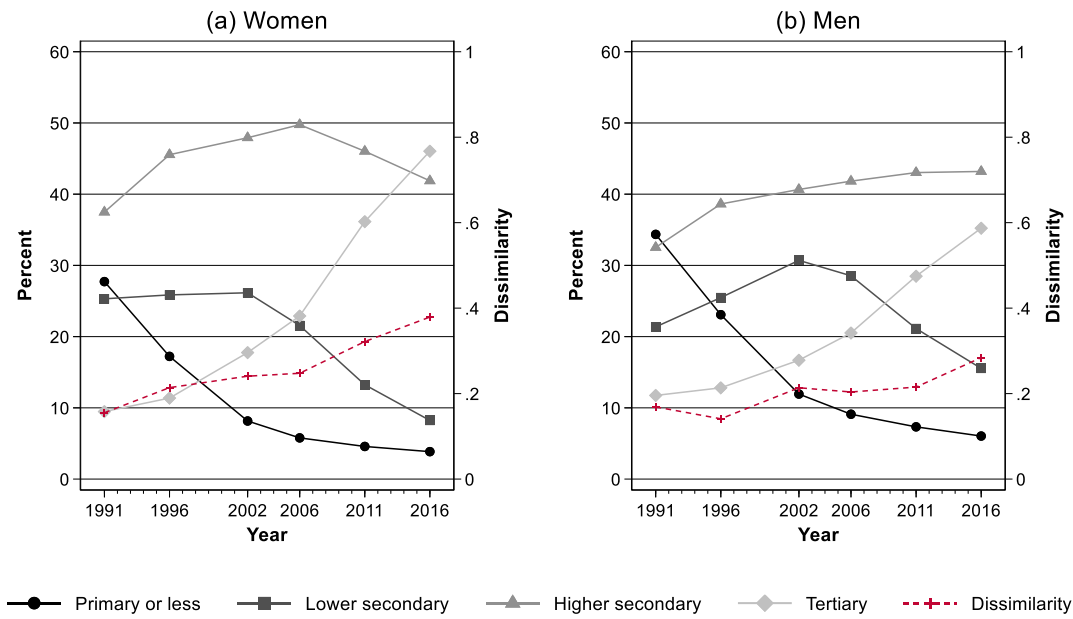 (a) Women
60
50
40
30
20
10
0
Percent
1
.8
.6
.4
.2
0
Dissimilarity
1991 1996 2002 2006 2011 2016
Year
(b) Men
60
50
40
30
20
10
0
Percent
1
.8
.6
.4
.2
0
Dissimilarity
1991 1996 2002 2006 2011 2016
Year
Primary or less Lower secondary Higher secondary Tertiary Dissimilarity